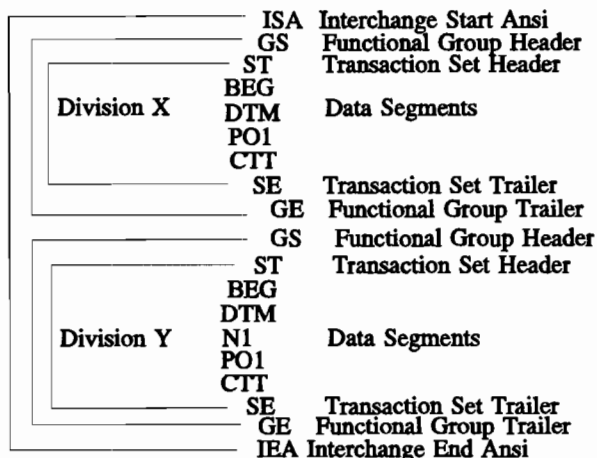 ISA Interchange Start Ansi
GS Functional Group Header
ST Transaction Set Header
BEG
Division X DTM Data Segments
PO1
CTT
SE Transaction Set Trailer
GE Functional Group Trailer
GS Functional Group Header
ST Transaction Set Header
BEG
DTM
Division Y N1 Data Segments
PO1
CTT
SE Transaction Set Trailer
GE Functional Group Trailer
IEA Interchange End Ansi